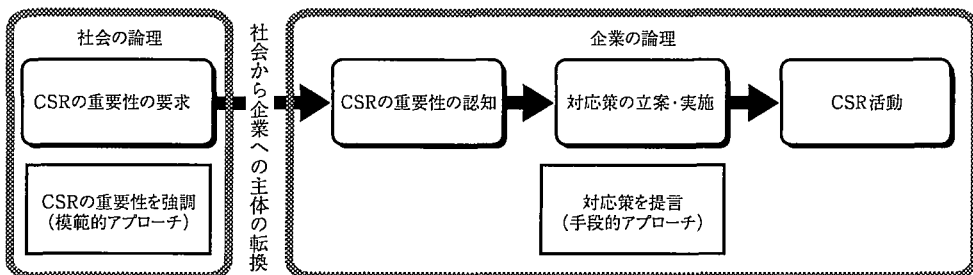 社会の論理
CSRの重要性の要求
CSRの重要性を強調
(模範的アプローチ)
社会から企業への主体の転換
企業の論理
CSRの重要性の認知
対応策の立案・実施
CSR活動
対応策を提言
(手段的アプローチ)